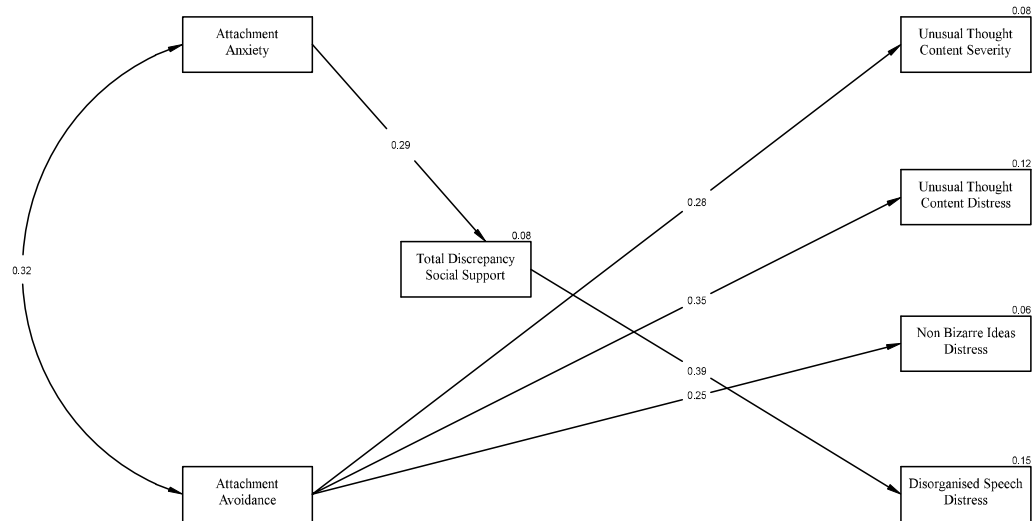 0.08
Attachment
Anxiety
Unusual Thought
Content Severity
0.29
0.12
0.28
Unusual Thought
Content Distress
0.08
Total Discrepancy
Social Support
0.32
0.35
0.06
Non Bizarre Ideas
Distress
0.39
0.25
0.15
Attachment
Avoidance
Disorganised Speech
Distress